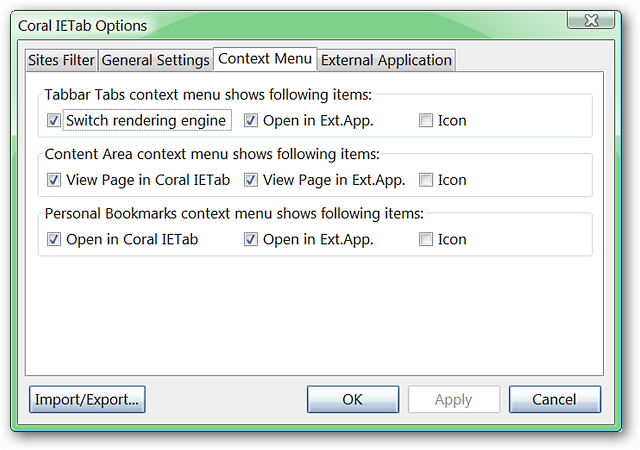 Coral IETab Options
Sites Filter General Settings Context Menu External Application
Tabbar Tabs context menu shows following items:
Switch rendering engine Open in Ext.App. Icon
Content Area context menu shows following items:
View Page in Coral IETab View Page in Ext.App. Icon
Personal Bookmarks context menu shows following items:
Open in Coral IETab Open in Ext.App. Icon
Import/Export... OK Apply Cancel